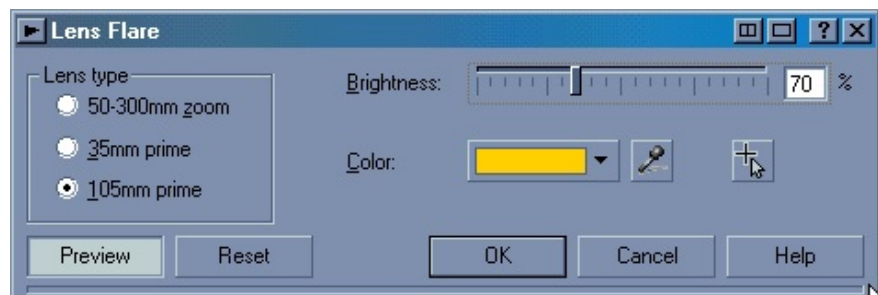 Lens Flare
Lens type
50-300mm zoom
35mm prime
105mm prime
Brightness: 70 %
Color:
Preview Reset OK Cancel Help